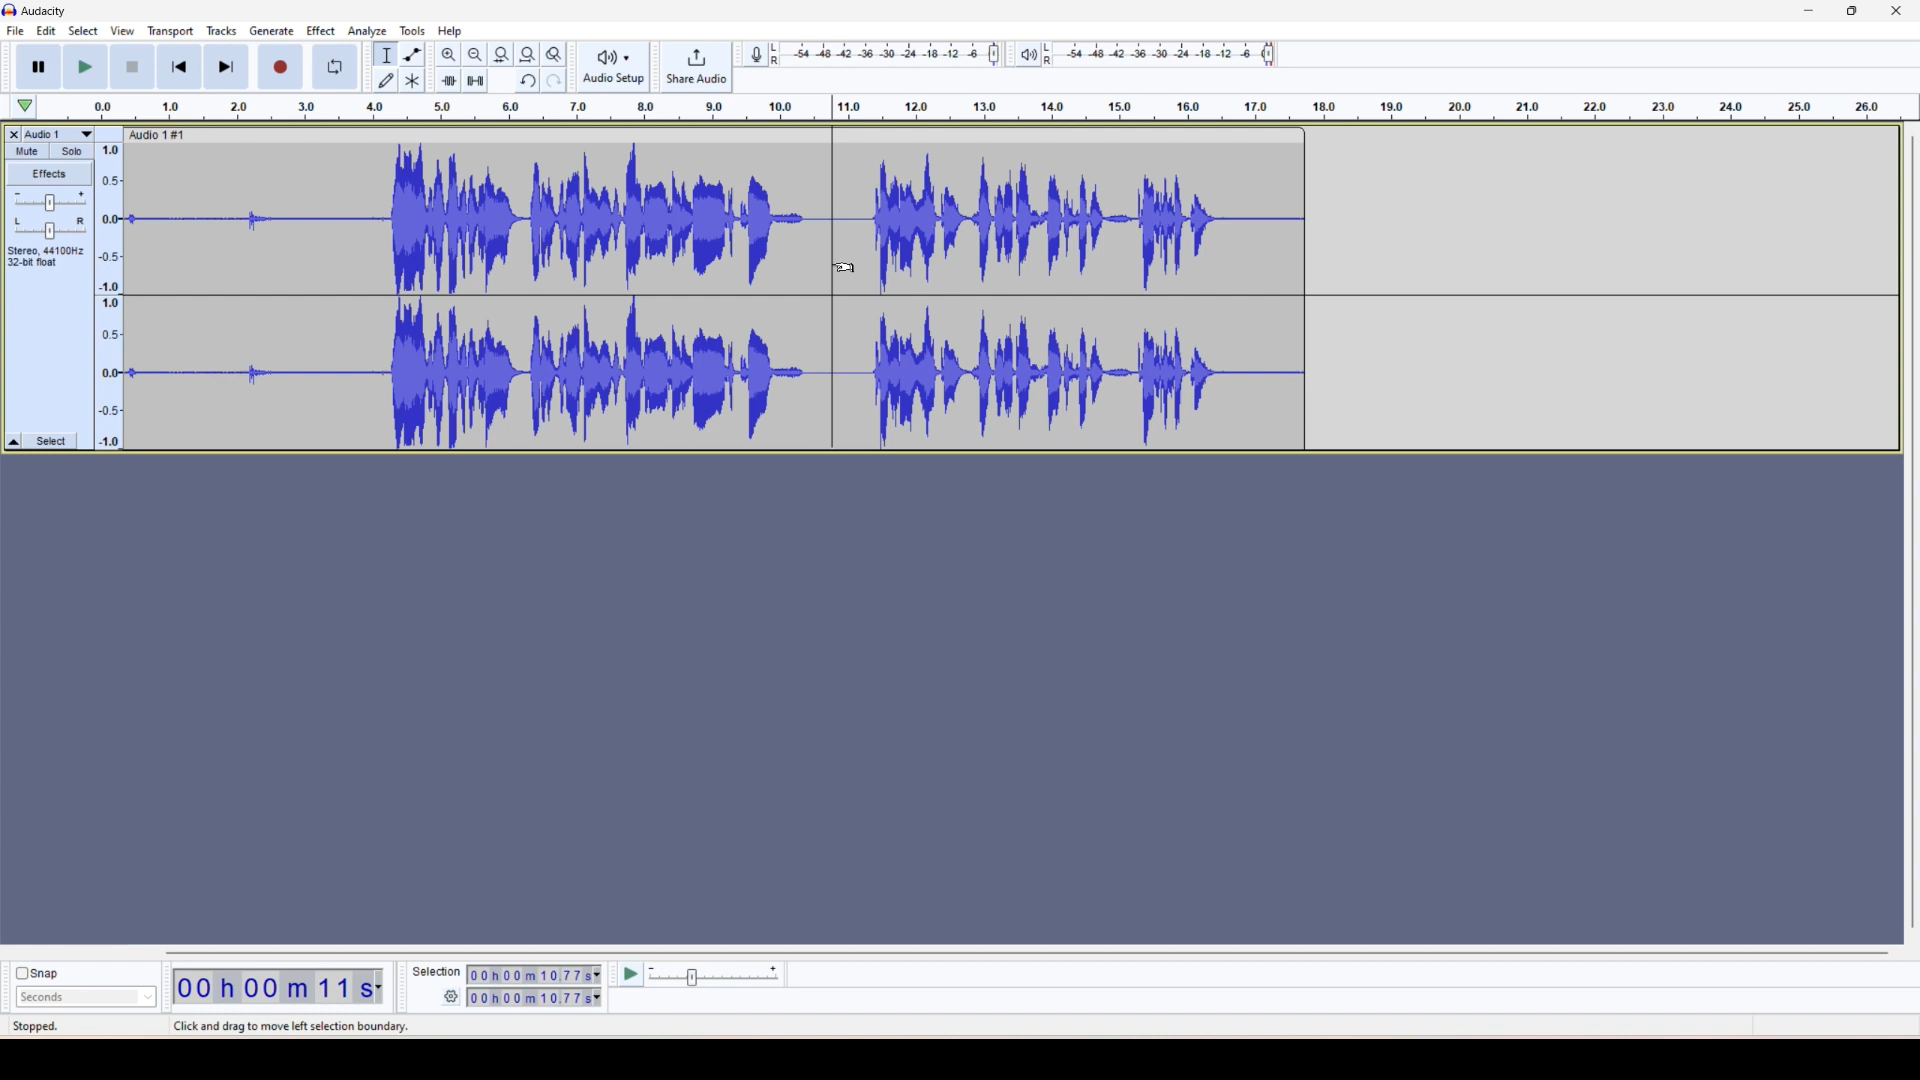 Audacity
File Edit Select View Transport Tracks Generate Effect Analyze Tools Help
Audio Setup
Share Audio
L R -54 -48 -42 -36 -30 -24 -18 -12 -6
L R -54 -48 -42 -36 -30 -24 -18 -12 -6
0.0 1.0 2.0 3.0 4.0 5.0 6.0 7.0 8.0 9.0 10.0 11.0 12.0 13.0 14.0 15.0 16.0 17.0 18.0 19.0 20.0 21.0 22.0 23.0 24.0 25.0 26.0
Audio 1
Audio 1 #1
Mute Solo
Effects
- +
L R
Stereo, 44100Hz
32-bit float
Select
1.0
0.5-
0.0-
-0.5-
-1.0
1.0
0.5-
0.0-
-0.5-
-1.0
Snap
Seconds
00 h 00 m 11 s
Selection
00 h 00 m 10.77 s
00 h 00 m 10.77 s
- +
Stopped.
Click and drag to move left selection boundary.